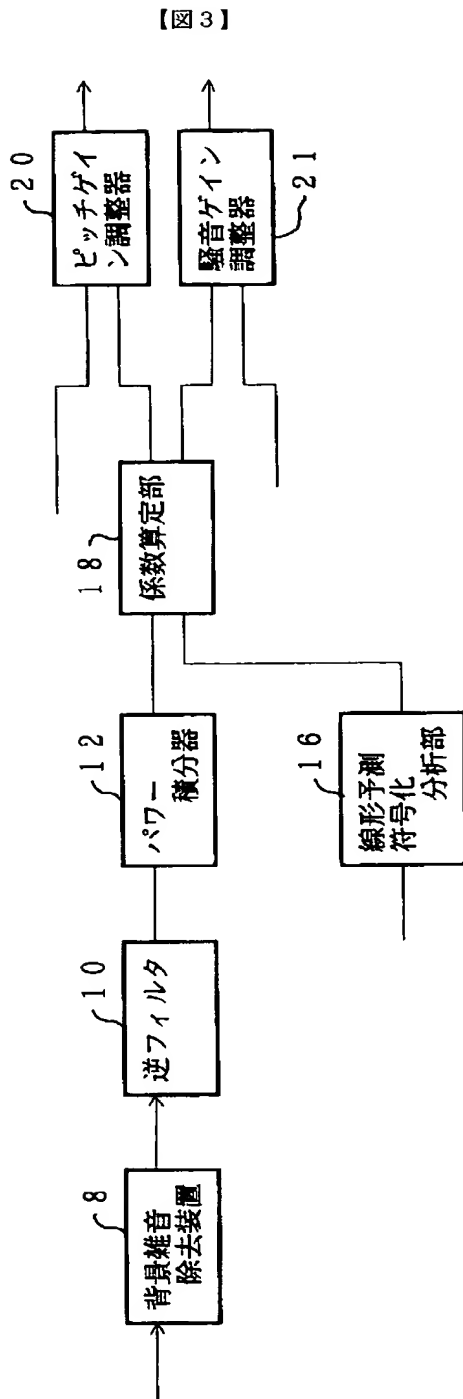 【図3】
8
背景雑音
除去装置
10
逆フィルタ
12
パワー
積分器
16
線形予測
符号化
分析部
18
係数算定部
20
ピッチゲイ
ン調整器
騒音ゲイン
調整器
21